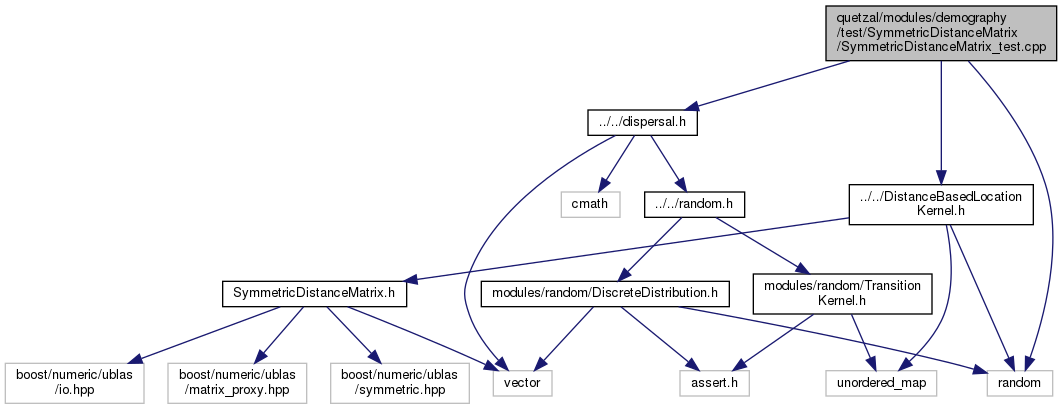 quetzal/modules/demography
/test/SymmetricDistanceMatrix
/SymmetricDistanceMatrix_test.cpp
../../dispersal.h
cmath
../../random.h
../../DistanceBasedLocation
Kernel.h
SymmetricDistanceMatrix.h
modules/random/DiscreteDistribution.h
modules/random/Transition
Kernel.h
boost/numeric/ublas
/io.hpp
boost/numeric/ublas
/matrix_proxy.hpp
boost/numeric/ublas
/symmetric.hpp
vector
assert.h
unordered_map
random